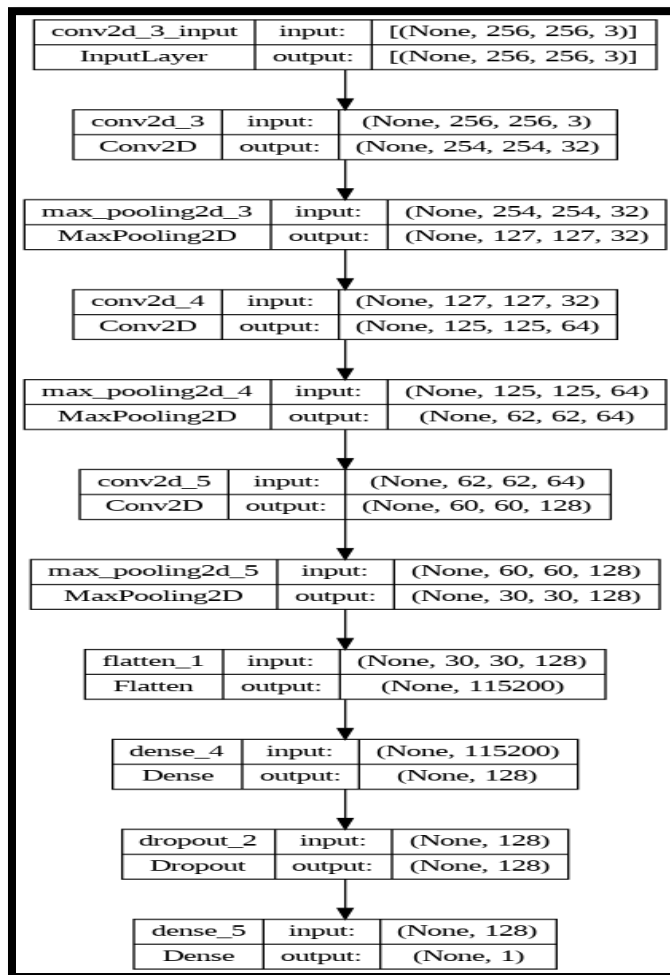 conv2d_3_input input: [(None, 256, 256, 3)]
InputLayer output: [(None, 256, 256, 3)]
conv2d_3 input: (None, 256, 256, 3)
Conv2D output: (None, 254, 254, 32)
max_pooling2d_3 input: (None, 254, 254, 32)
MaxPooling2D output: (None, 127, 127, 32)
conv2d_4 input: (None, 127, 127, 32)
Conv2D output: (None, 125, 125, 64)
max_pooling2d_4 input: (None, 125, 125, 64)
MaxPooling2D output: (None, 62, 62, 64)
conv2d_5 input: (None, 62, 62, 64)
Conv2D output: (None, 60, 60, 128)
max_pooling2d_5 input: (None, 60, 60, 128)
MaxPooling2D output: (None, 30, 30, 128)
flatten_1 input: (None, 30, 30, 128)
Flatten output: (None, 115200)
dense_4 input: (None, 115200)
Dense output: (None, 128)
dropout_2 input: (None, 128)
Dropout output: (None, 128)
dense_5 input: (None, 128)
Dense output: (None, 1)